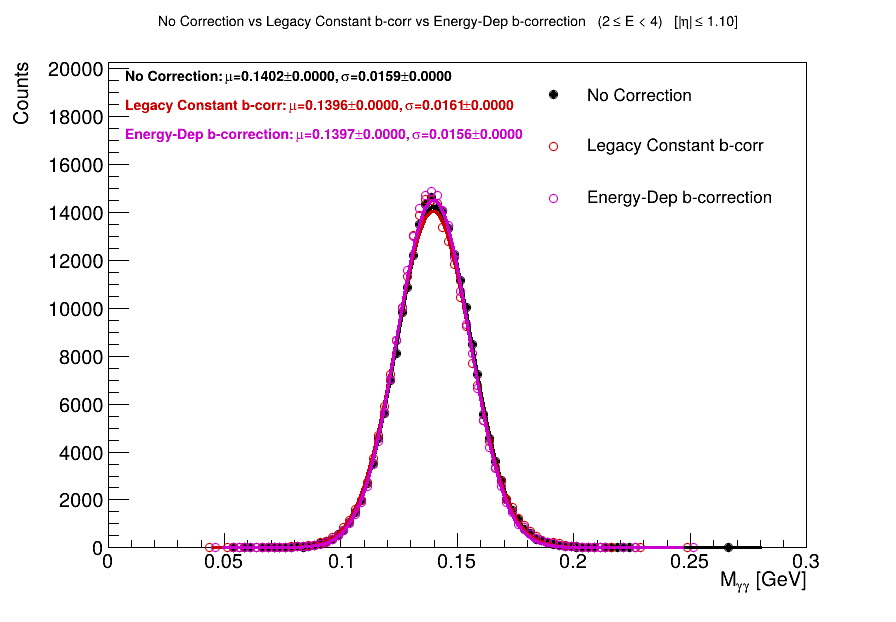 No Correction vs Legacy Constant b-corr vs Energy-Dep b-correction (2 ≤ E < 4) [|η| ≤ 1.10]
Counts
20000
18000
16000
14000
12000
10000
8000
6000
4000
2000
0
No Correction: μ=0.1402±0.0000, σ=0.0159±0.0000
Legacy Constant b-corr: μ=0.1396±0.0000, σ=0.0161±0.0000
Energy-Dep b-correction: μ=0.1397±0.0000, σ=0.0156±0.0000
No Correction
Legacy Constant b-corr
Energy-Dep b-correction
0 0.05 0.1 0.15 0.2 0.25 0.3
Mγγ [GeV]